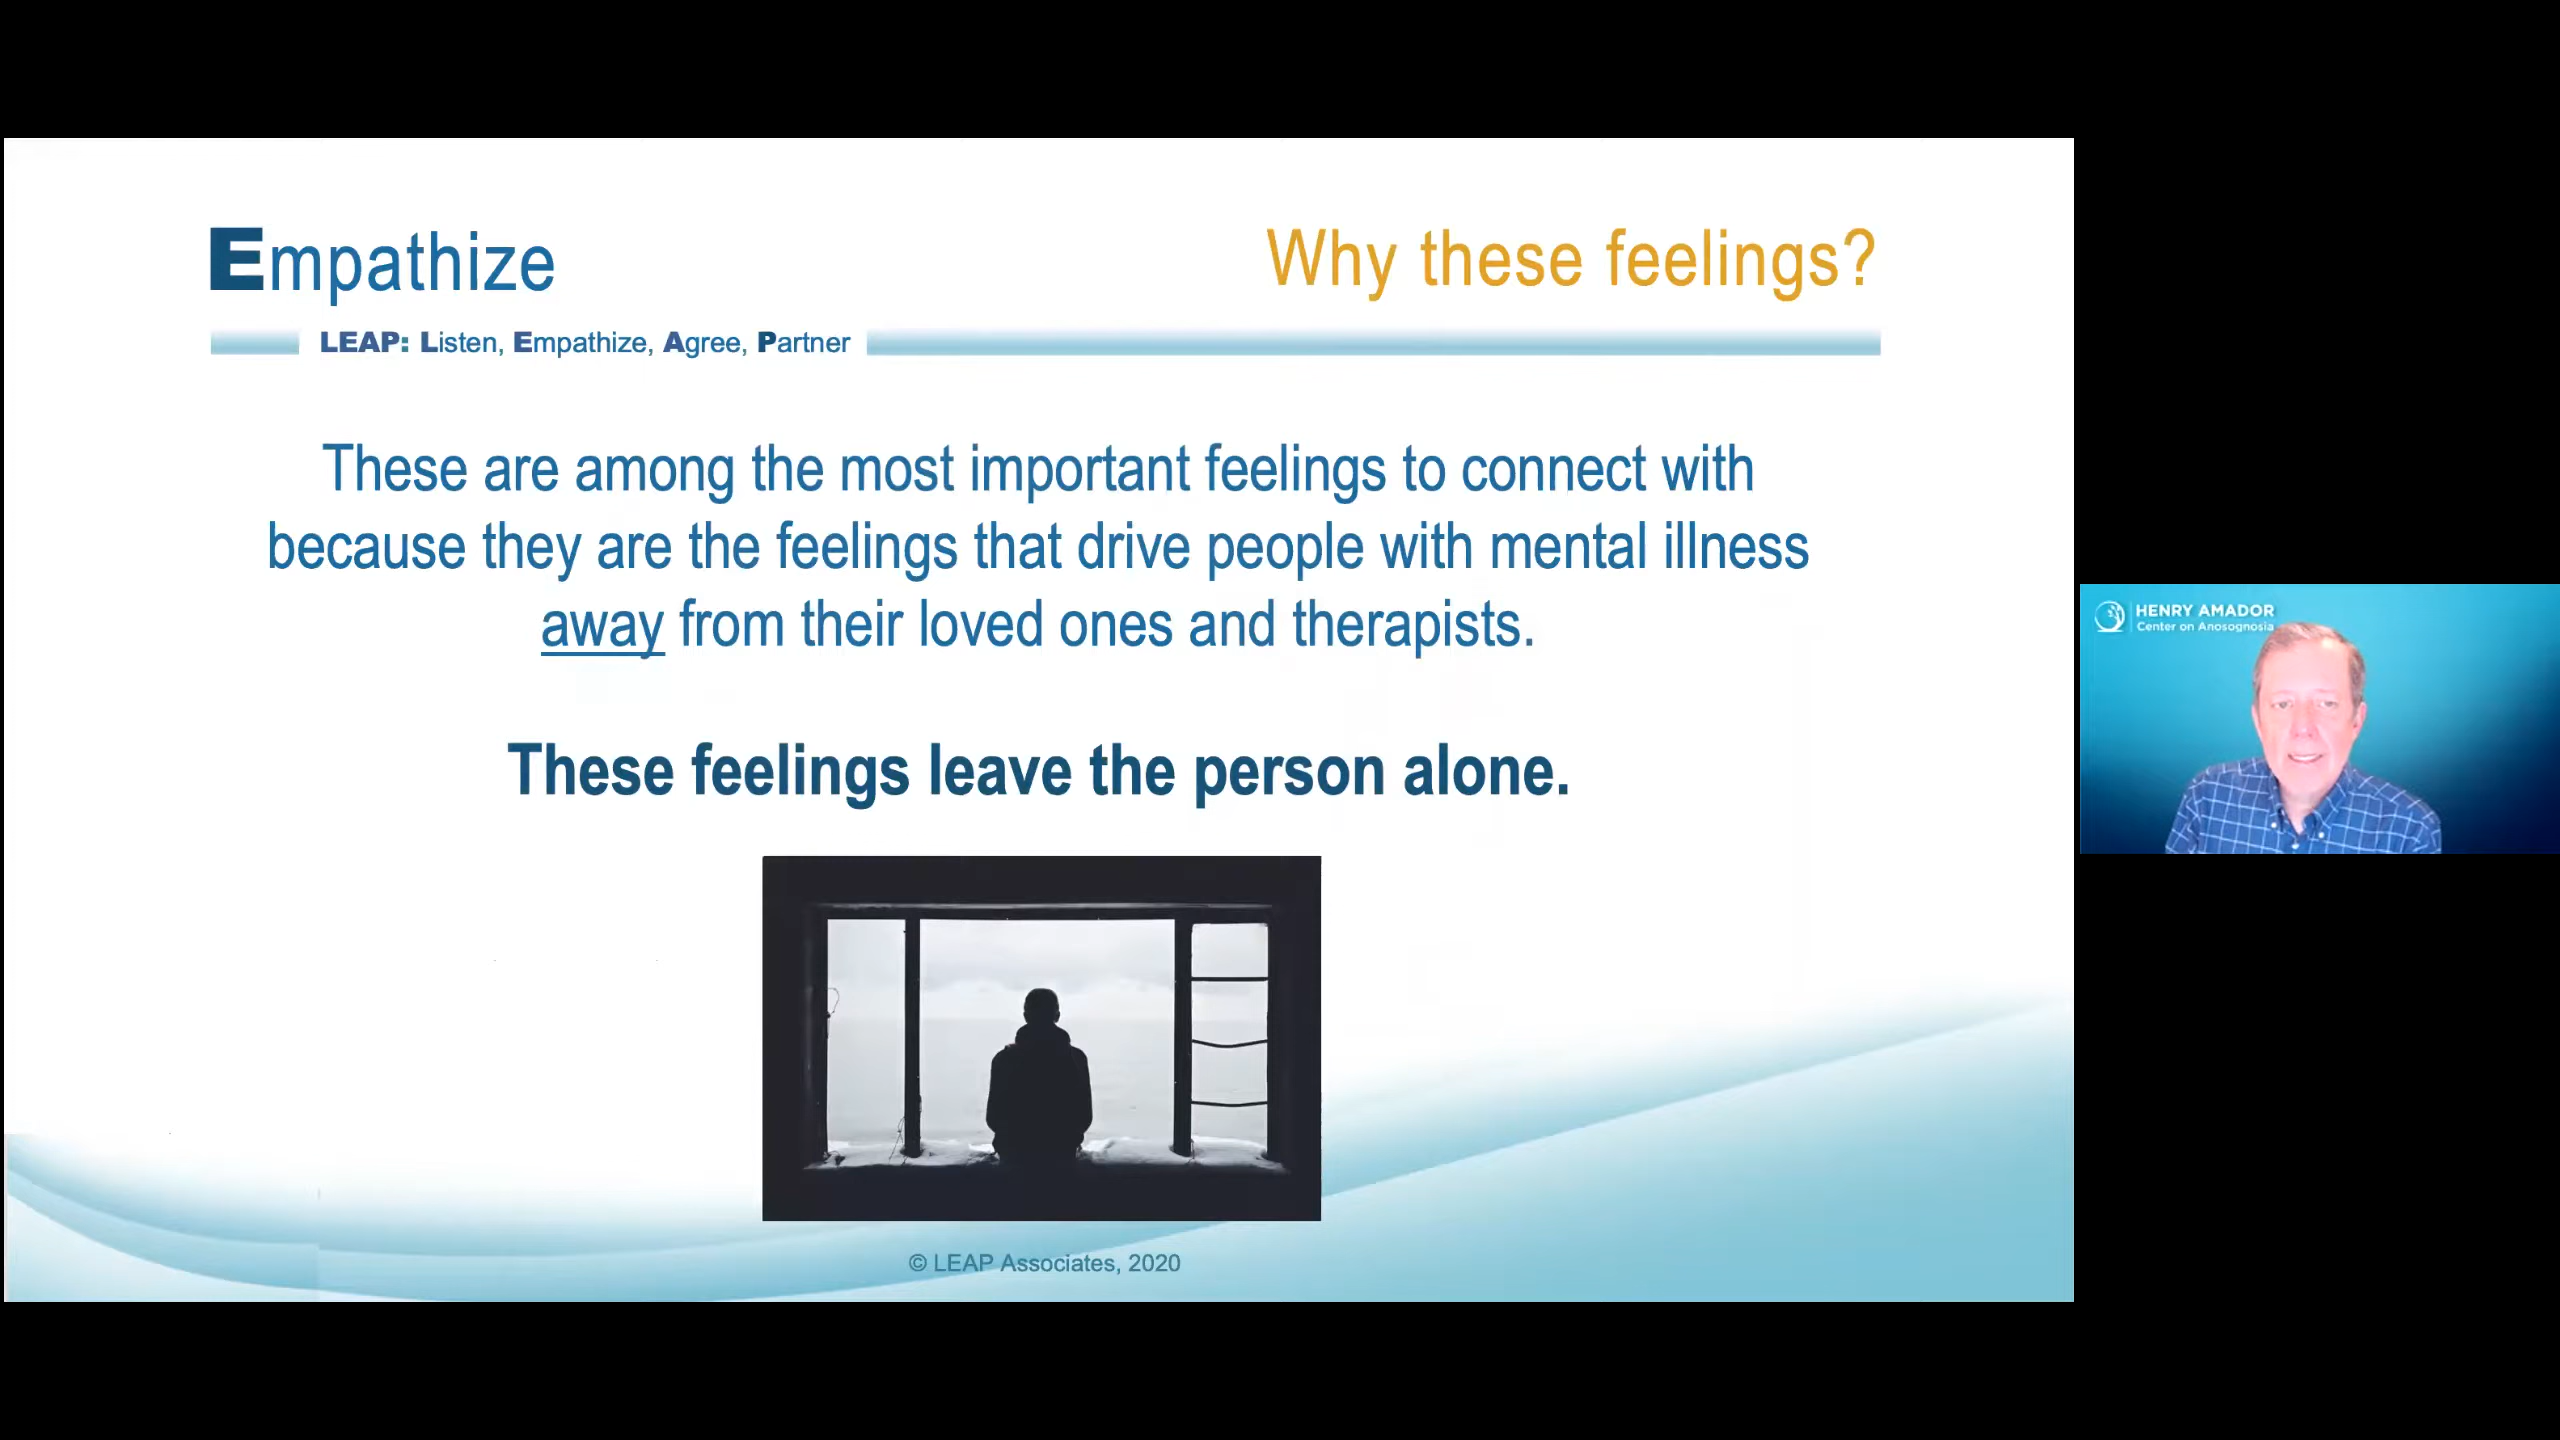 Empathize
Why these feelings?
LEAP: Listen, Empathize, Agree, Partner
These are among the most important feelings to connect with
because they are the feelings that drive people with mental illness
away from their loved ones and therapists.
These feelings leave the person alone.
© LEAP Associates, 2020
HENRY AMADOR
Center on Anosognosia